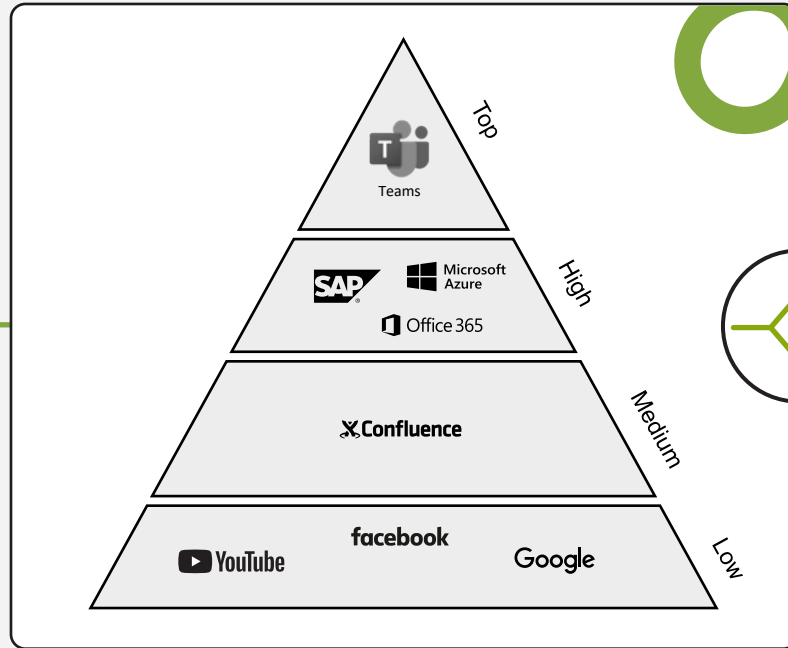 Top
T
Teams
High
SAP®
Microsoft
Azure
Office 365
Medium
Confluence
Low
facebook
YouTube
Google